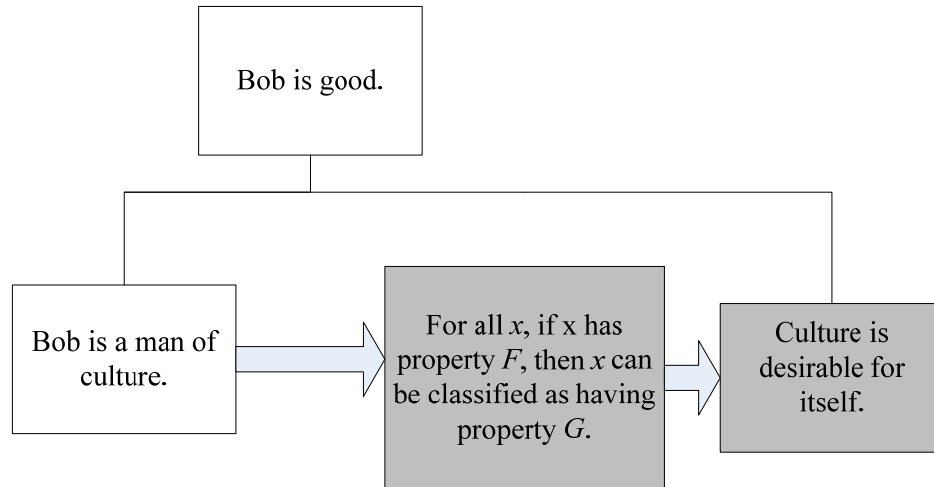 Bob is good.
Bob is a man of
culture.
For all x, if x has
property F, then x can
be classified as having
property G.
Culture is
desirable for
itself.